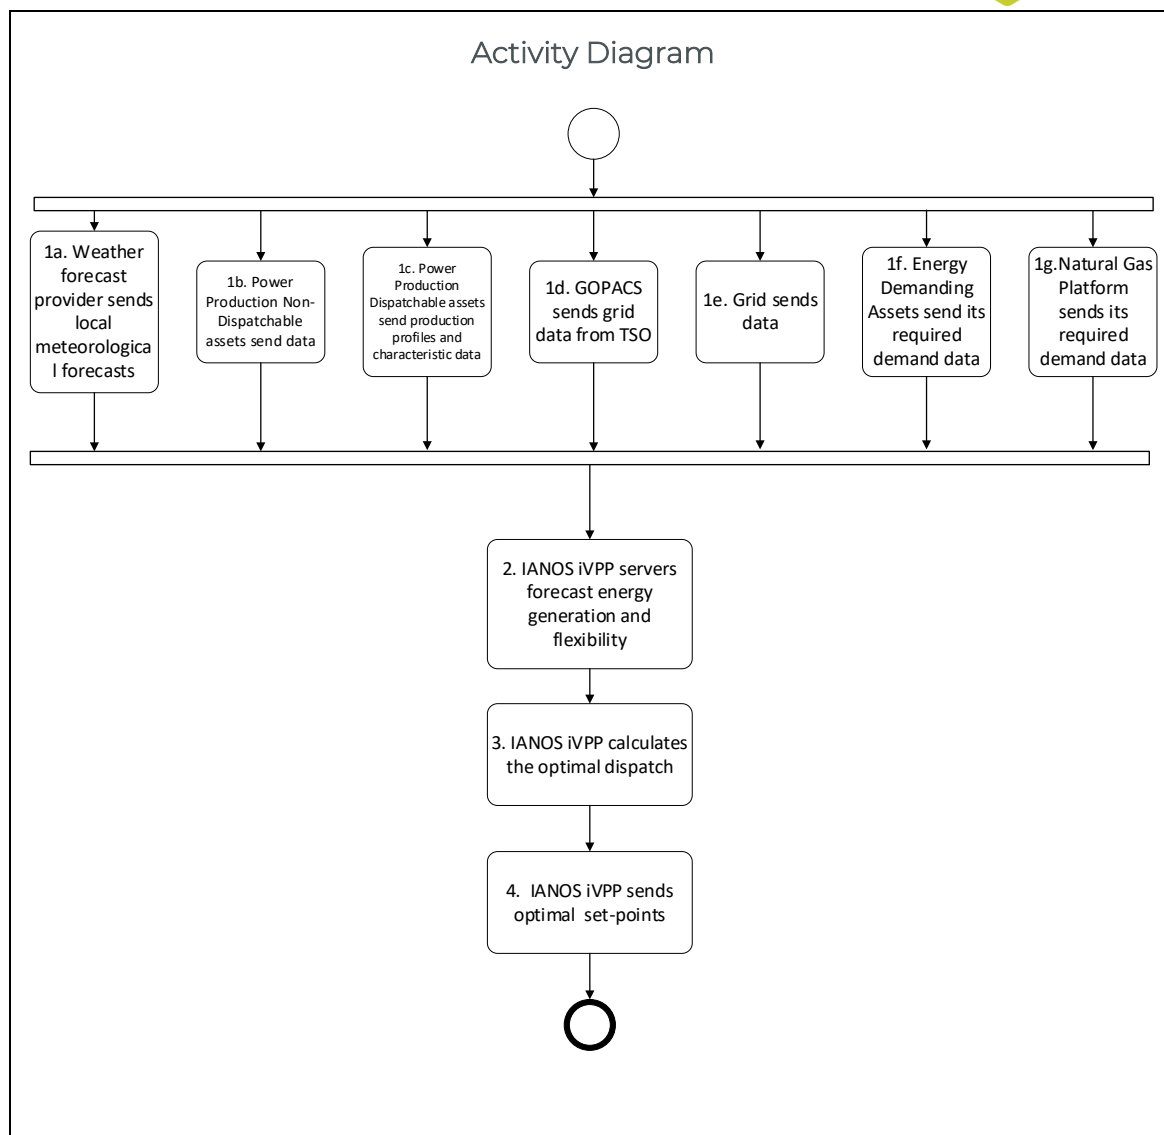 Activity Diagram
1a. Weather
forecast
provider sends
local
meteorologica
l forecasts
1b. Power
Production Non-
Dispatchable
assets send data
1c. Power
Production
Dispatchable assets
send production
profiles and
characteristic data
1d. GOPACS
sends grid
data from TSO
1e. Grid sends
data
1f. Energy
Demanding
Assets send its
required
demand data
1g.Natural Gas
Platform
sends its
required
demand data
2. IANOS iVPP servers
forecast energy
generation and
flexibility
3. IANOS iVPP calculates
the optimal dispatch
4. IANOS iVPP sends
optimal set-points